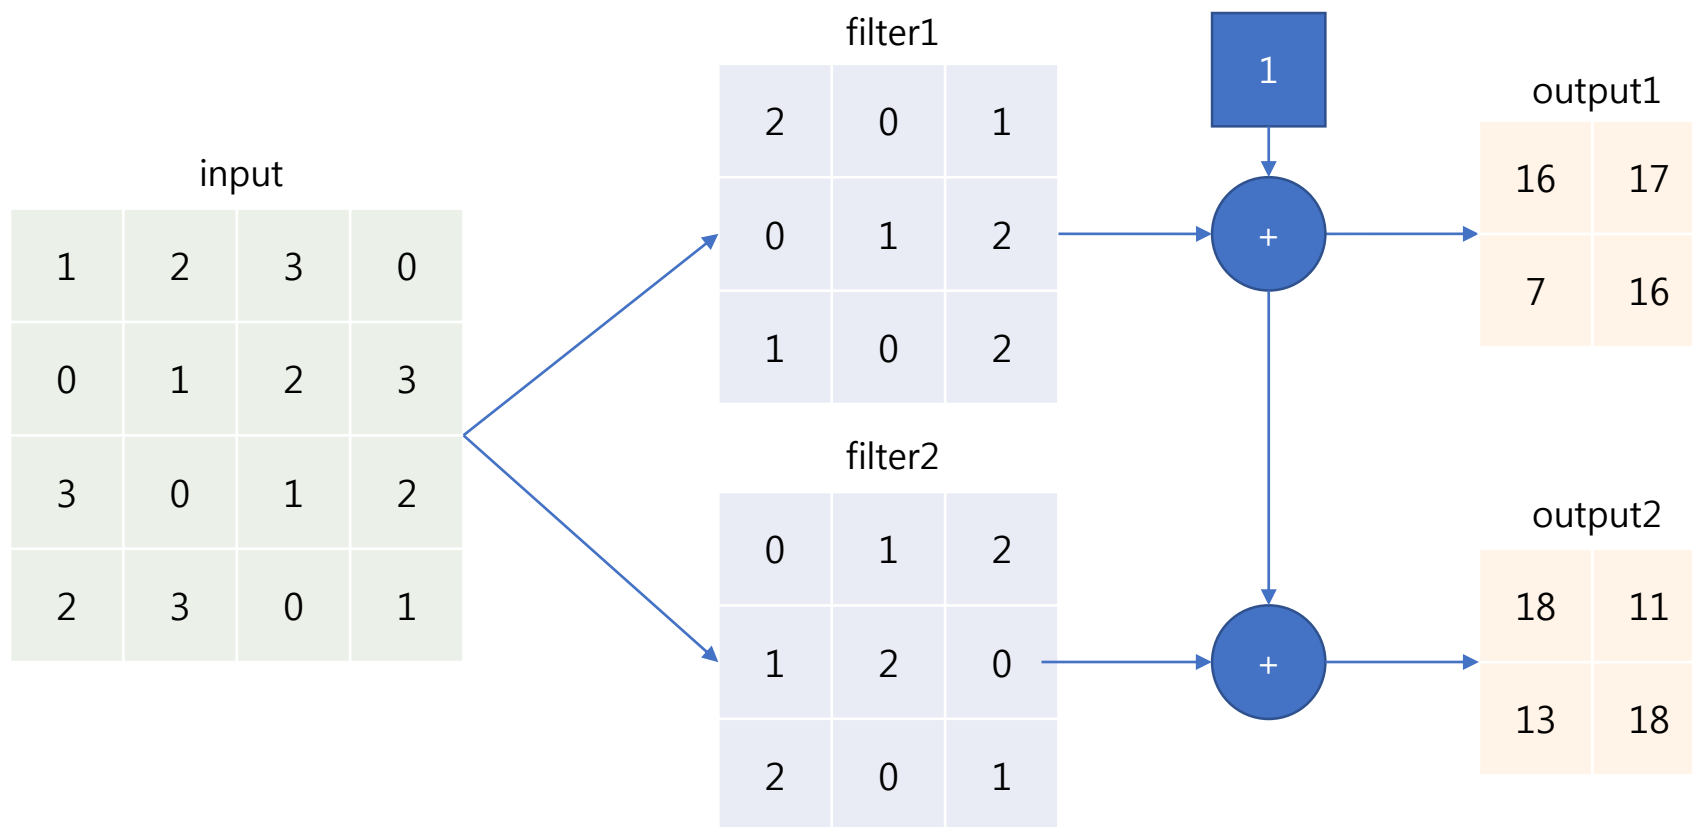 input
1 2 3 0
0 1 2 3
3 0 1 2
2 3 0 1
filter1
2 0 1
0 1 2
1 0 2
filter2
0 1 2
1 2 0
2 0 1
1
+
+
output1
16 17
7 16
output2
18 11
13 18